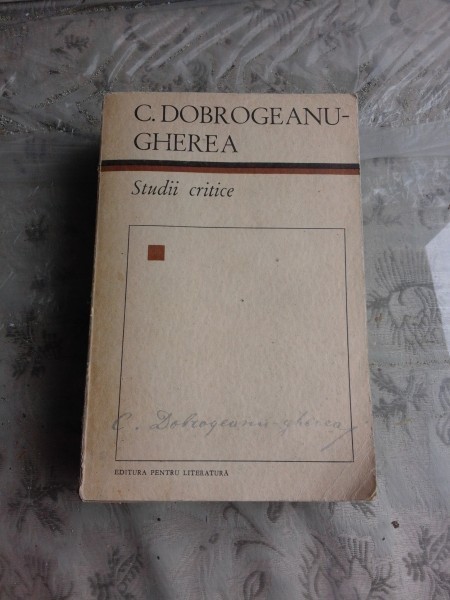 C. DOBROGEANU-
GHEREA
Studii critice
C. Dobrogeanu-gherea
EDITURA PENTRU LITERATURĂ